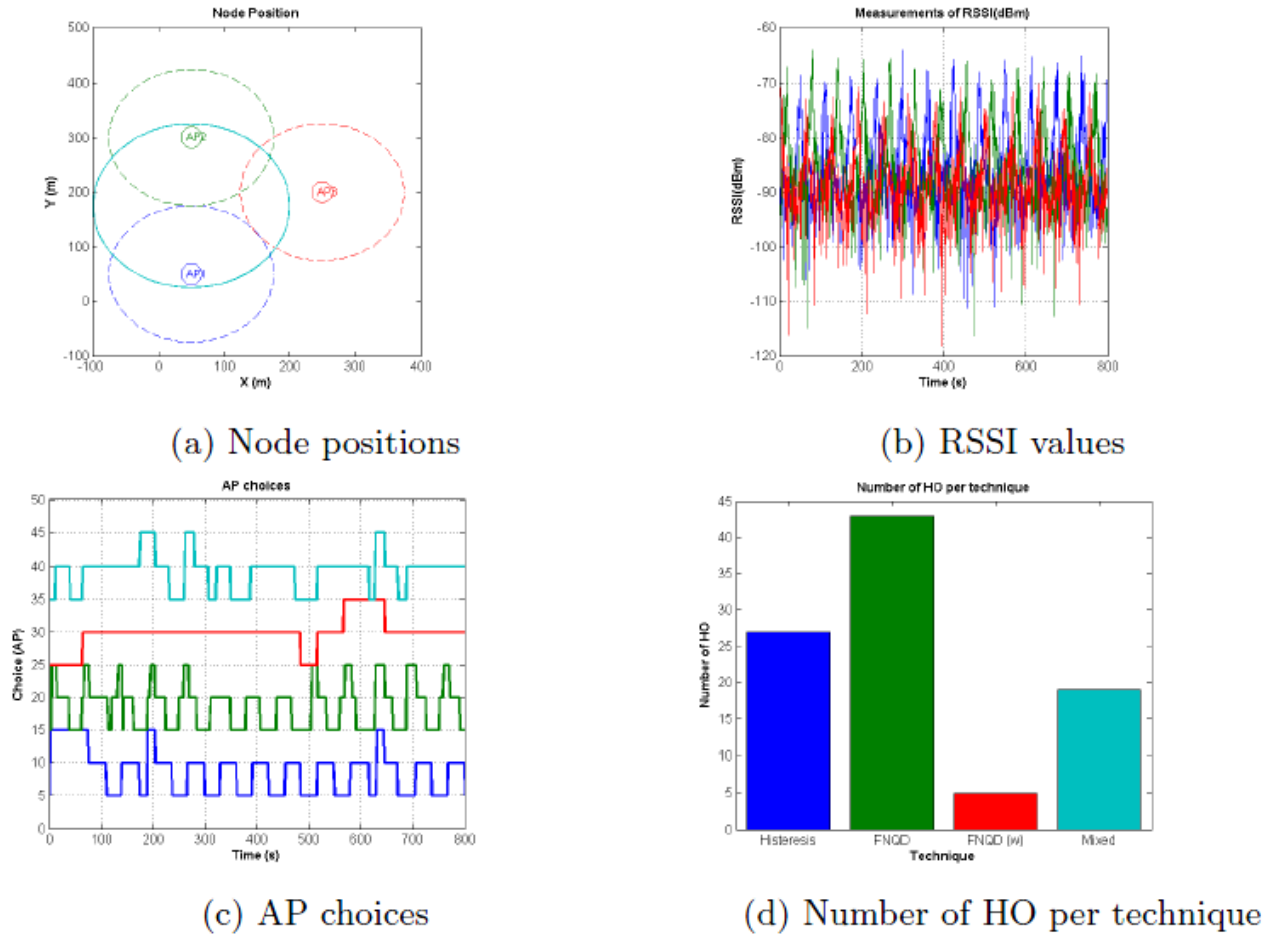 Node Position
500
400
300
200
100
0
-100
-100
0
100
200
300
400
Y (m)
X (m)
AP2
AP3
AP1
(a) Node positions
Measurements of RSSI(dBm)
-60
-70
-80
-90
-100
-110
-120
0
200
400
600
800
RSSI(dBm)
Time (s)
(b) RSSI values
AP choices
50
45
40
35
30
25
20
15
10
5
0
0
100
200
300
400
500
600
700
800
Choice (AP)
Time (s)
(c) AP choices
Number of HO per technique
45
40
35
30
25
20
15
10
5
0
Number of HO
Histeresis
FNQD
FNQD (w)
Mixed
Technique
(d) Number of HO per technique